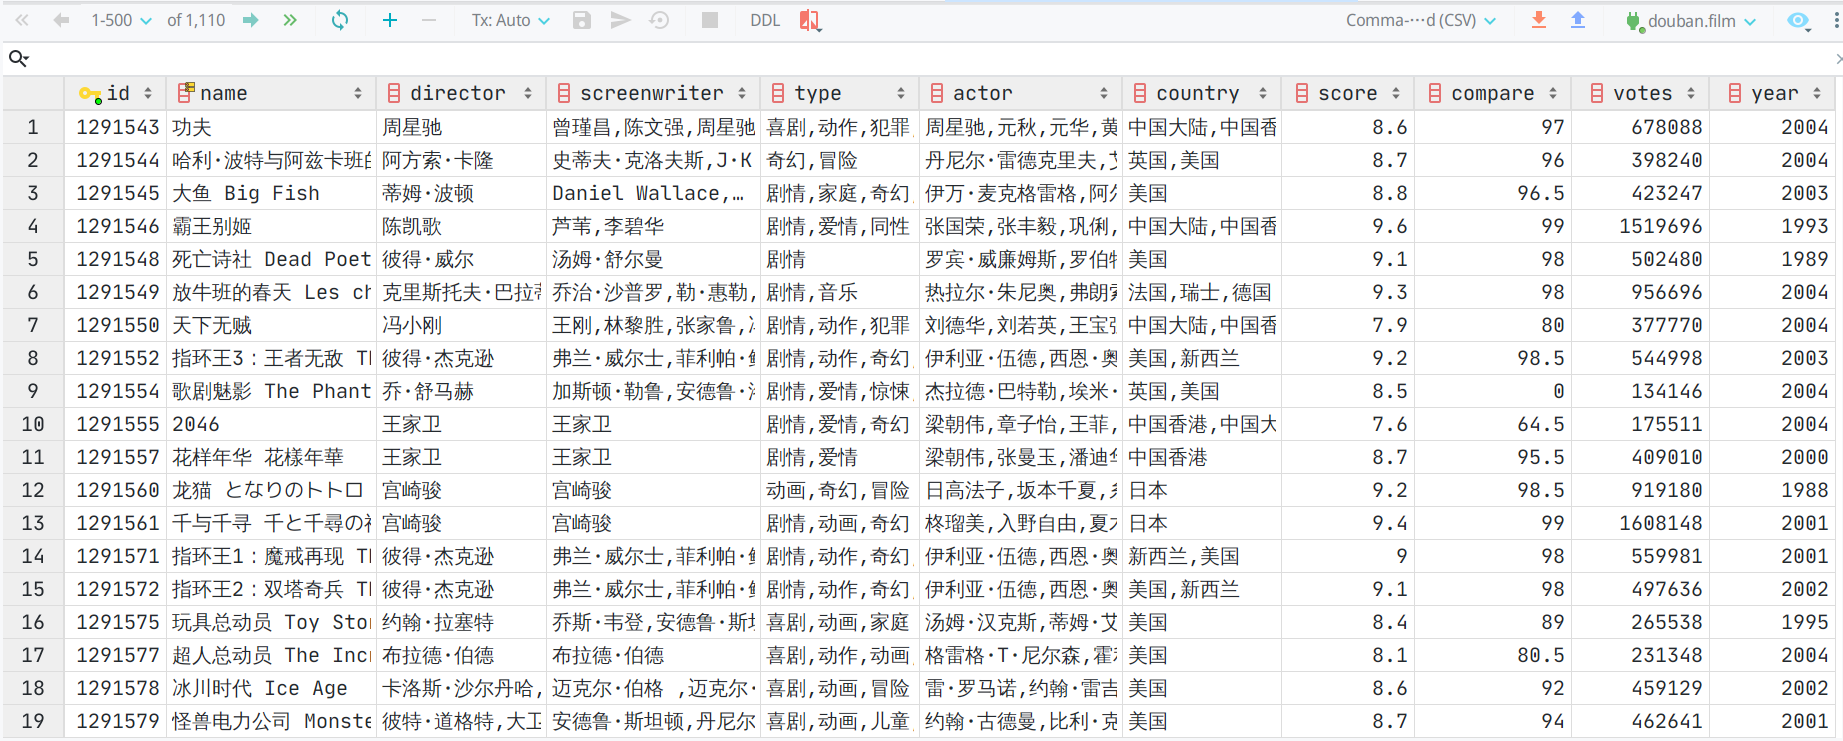 1-500 of 1,110 Tx: Auto DDL Comma-···d (CSV) douban.film
id name director screenwriter type actor country score compare votes year
1 1291543 功夫 周星驰 曾瑾昌,陈文强,周星驰 喜剧,动作,犯罪, 周星驰,元秋,元华,黄 中国大陆,中国香 8.6 97 678088 2004
2 1291544 哈利·波特与阿兹卡班的 阿方索·卡隆 史蒂夫·克洛夫斯,J·K 奇幻,冒险 丹尼尔·雷德克里夫, 英国,美国 8.7 96 398240 2004
3 1291545 大鱼 Big Fish 蒂姆·波顿 Daniel Wallace,… 剧情,家庭,奇幻, 伊万·麦克格雷格,阿尔 美国 8.8 96.5 423247 2003
4 1291546 霸王别姬 陈凯歌 芦苇,李碧华 剧情,爱情,同性 张国荣,张丰毅,巩俐, 中国大陆,中国香 9.6 99 1519696 1993
5 1291548 死亡诗社 Dead Poet 彼得·威尔 汤姆·舒尔曼 剧情 罗宾·威廉姆斯,罗伯特 美国 9.1 98 502480 1989
6 1291549 放牛班的春天 Les ch 克里斯托夫·巴拉蒂 乔治·沙普罗,勒·惠勒, 剧情,音乐 热拉尔·朱尼奥,弗朗索 法国,瑞士,德国 9.3 98 956696 2004
7 1291550 天下无贼 冯小刚 王刚,林黎胜,张家鲁, 剧情,动作,犯罪 刘德华,刘若英,王宝强 中国大陆,中国香 7.9 80 377770 2004
8 1291552 指环王3：王者无敌 Th 彼得·杰克逊 弗兰·威尔士,菲利帕· 剧情,动作,奇幻, 伊利亚·伍德,西恩·奥 美国,新西兰 9.2 98.5 544998 2003
9 1291554 歌剧魅影 The Phant 乔·舒马赫 加斯顿·勒鲁,安德鲁· 剧情,爱情,惊悚, 杰拉德·巴特勒,埃米· 英国,美国 8.5 0 134146 2004
10 1291555 2046 王家卫 王家卫 剧情,爱情,奇幻 梁朝伟,章子怡,王菲, 中国香港,中国大 7.6 64.5 175511 2004
11 1291557 花样年华 花樣年華 王家卫 王家卫 剧情,爱情 梁朝伟,张曼玉,潘迪华 中国香港 8.7 95.5 409010 2000
12 1291560 龙猫 となりのトトロ 宫崎骏 宫崎骏 动画,奇幻,冒险 日高法子,坂本千夏, 日本 9.2 98.5 919180 1988
13 1291561 千与千寻 千と千尋の神 宫崎骏 宫崎骏 剧情,动画,奇幻 柊瑠美,入野自由,夏木 日本 9.4 99 1608148 2001
14 1291571 指环王1：魔戒再现 Th 彼得·杰克逊 弗兰·威尔士,菲利帕· 剧情,动作,奇幻, 伊利亚·伍德,西恩·奥 新西兰,美国 9 98 559981 2001
15 1291572 指环王2：双塔奇兵 Th 彼得·杰克逊 弗兰·威尔士,菲利帕· 剧情,动作,奇幻, 伊利亚·伍德,西恩·奥 美国,新西兰 9.1 98 497636 2002
16 1291575 玩具总动员 Toy Stor 约翰·拉塞特 乔斯·韦登,安德鲁·斯坦 喜剧,动画,家庭 汤姆·汉克斯,蒂姆·艾 美国 8.4 89 265538 1995
17 1291577 超人总动员 The Incr 布拉德·伯德 布拉德·伯德 喜剧,动作,动画, 格雷格·T·尼尔森,霍利 美国 8.1 80.5 231348 2004
18 1291578 冰川时代 Ice Age 卡洛斯·沙尔丹哈, 迈克尔·伯格 ,迈克尔· 喜剧,动画,冒险 雷·罗马诺,约翰·雷吉 美国 8.6 92 459129 2002
19 1291579 怪兽电力公司 Monste 彼特·道格特,大卫 安德鲁·斯坦顿,丹尼尔 喜剧,动画,儿童, 约翰·古德曼,比利·克 美国 8.7 94 462641 2001